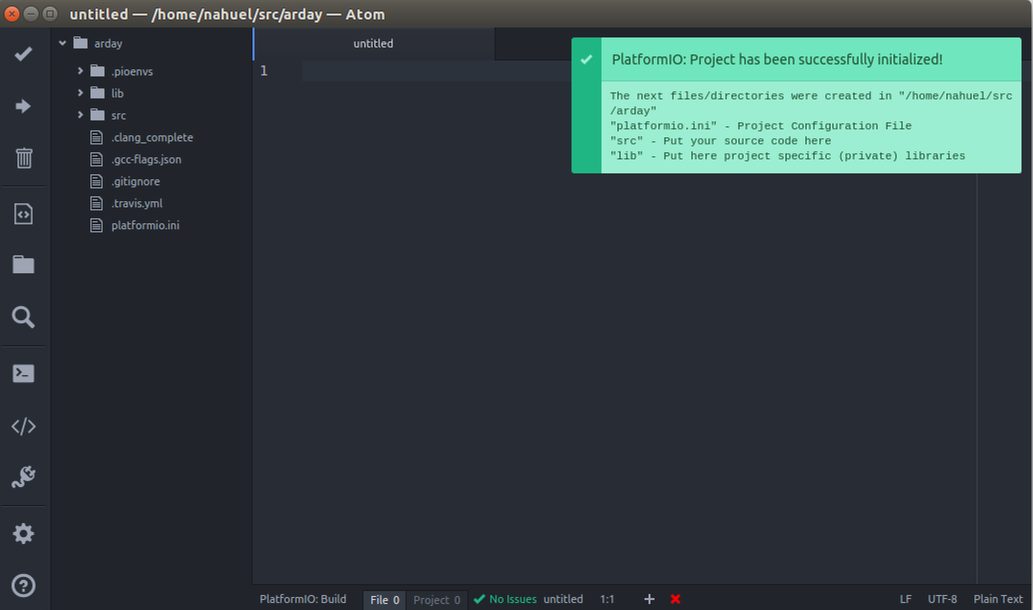 untitled — /home/nahuel/src/arday — Atom
arday
.pioenvs
lib
src
.clang_complete
.gcc-flags.json
.gitignore
.travis.yml
platformio.ini
untitled
1
PlatformIO: Project has been successfully initialized!
The next files/directories were created in "/home/nahuel/src
/arday"
"platformio.ini" - Project Configuration File
"src" - Put your source code here
"lib" - Put here project specific (private) libraries
PlatformIO: Build File 0 Project 0 No Issues untitled 1:1 LF UTF-8 Plain Text